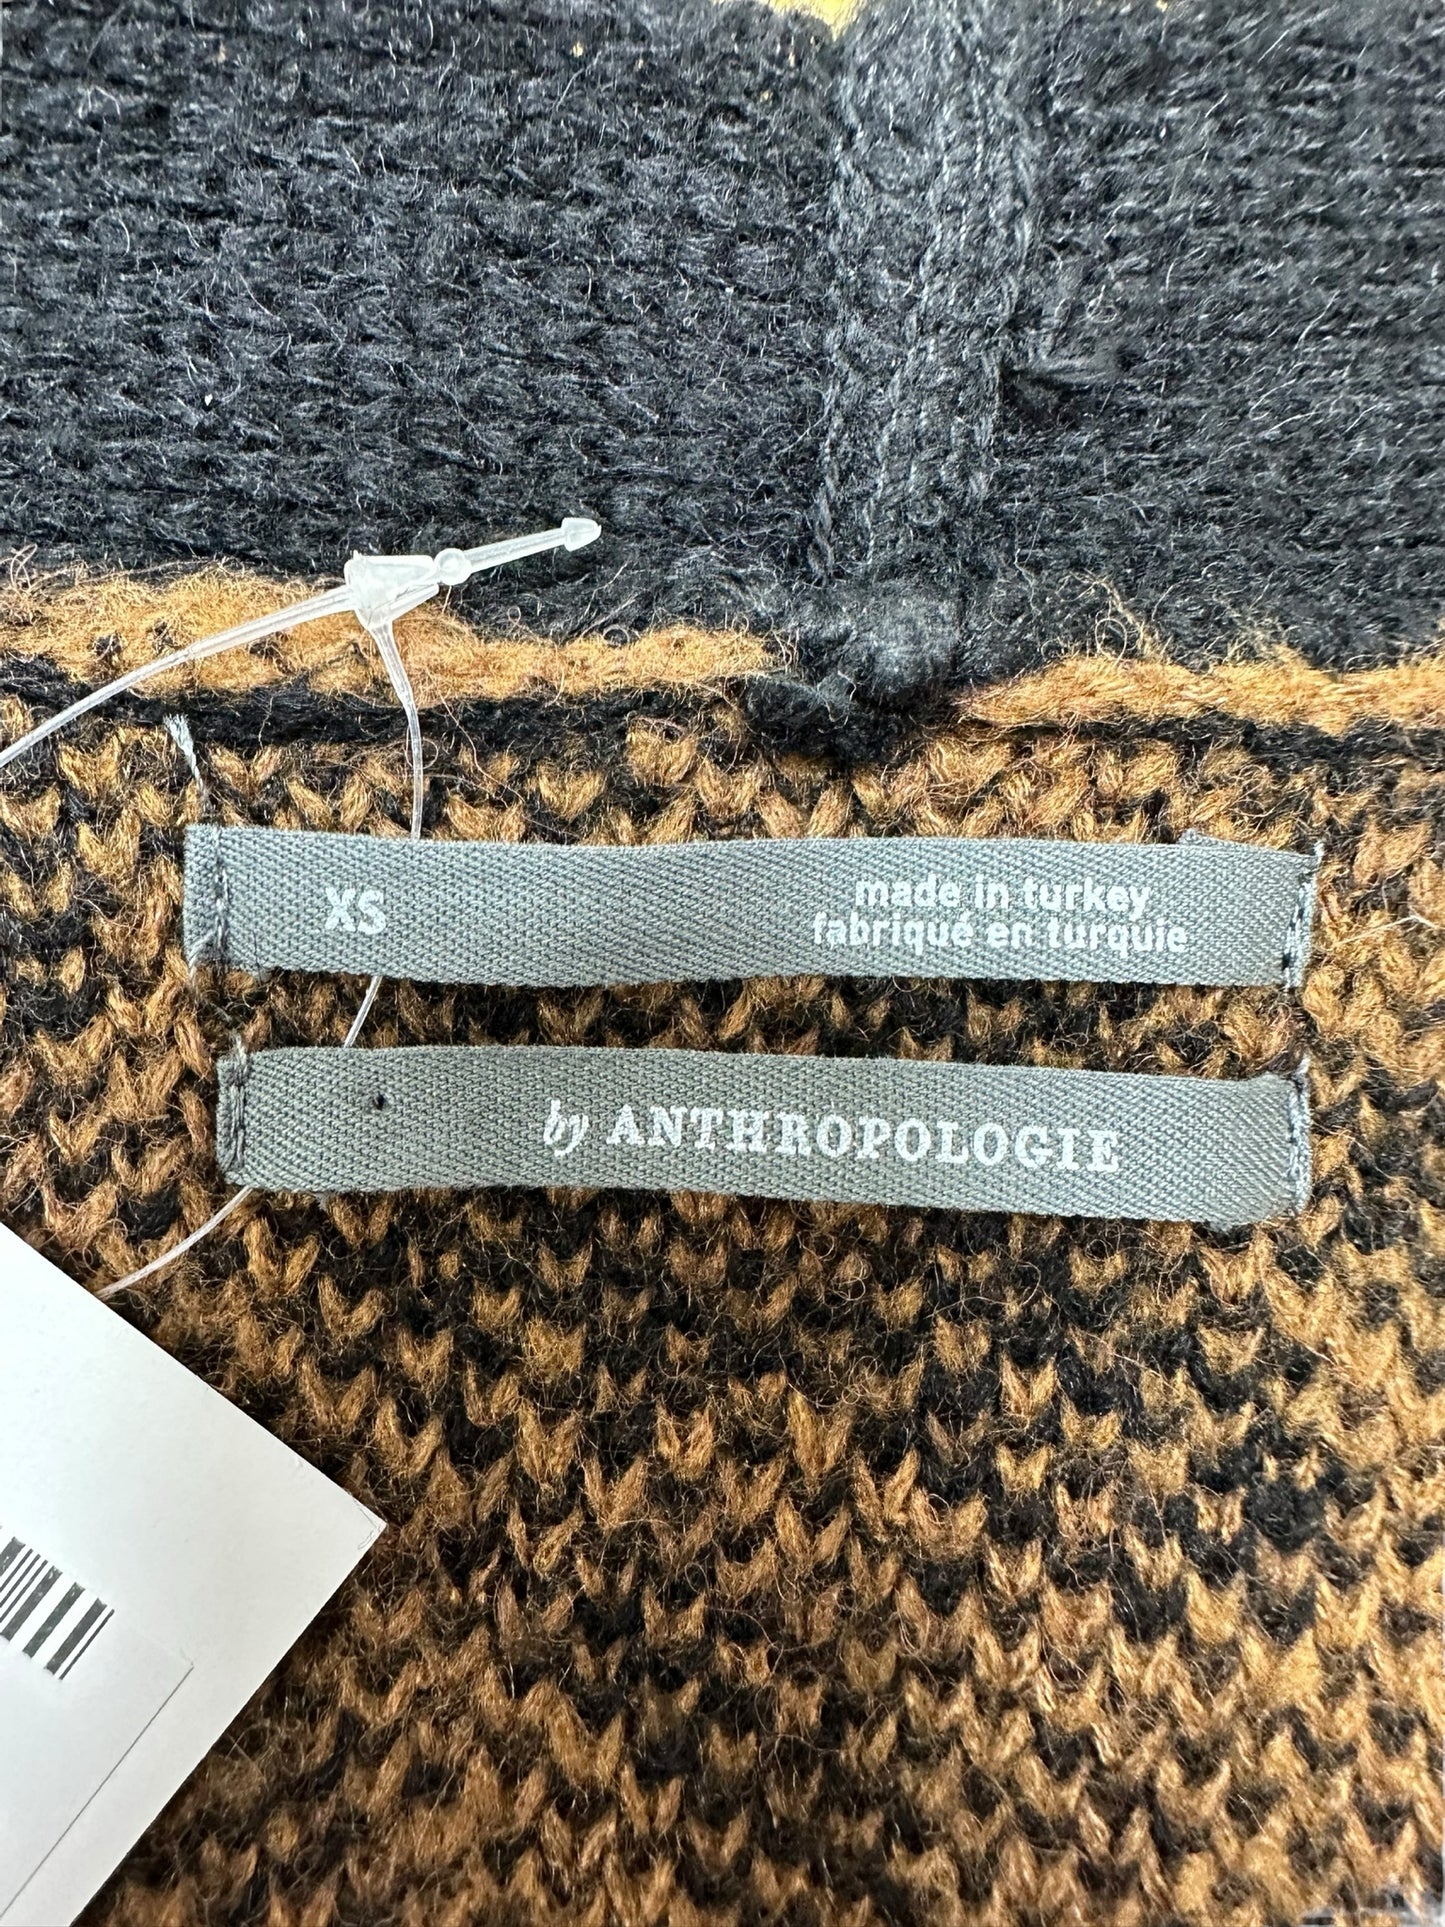 XS
made in turkey
fabriqué en turquie
by ANTHROPOLOGIE